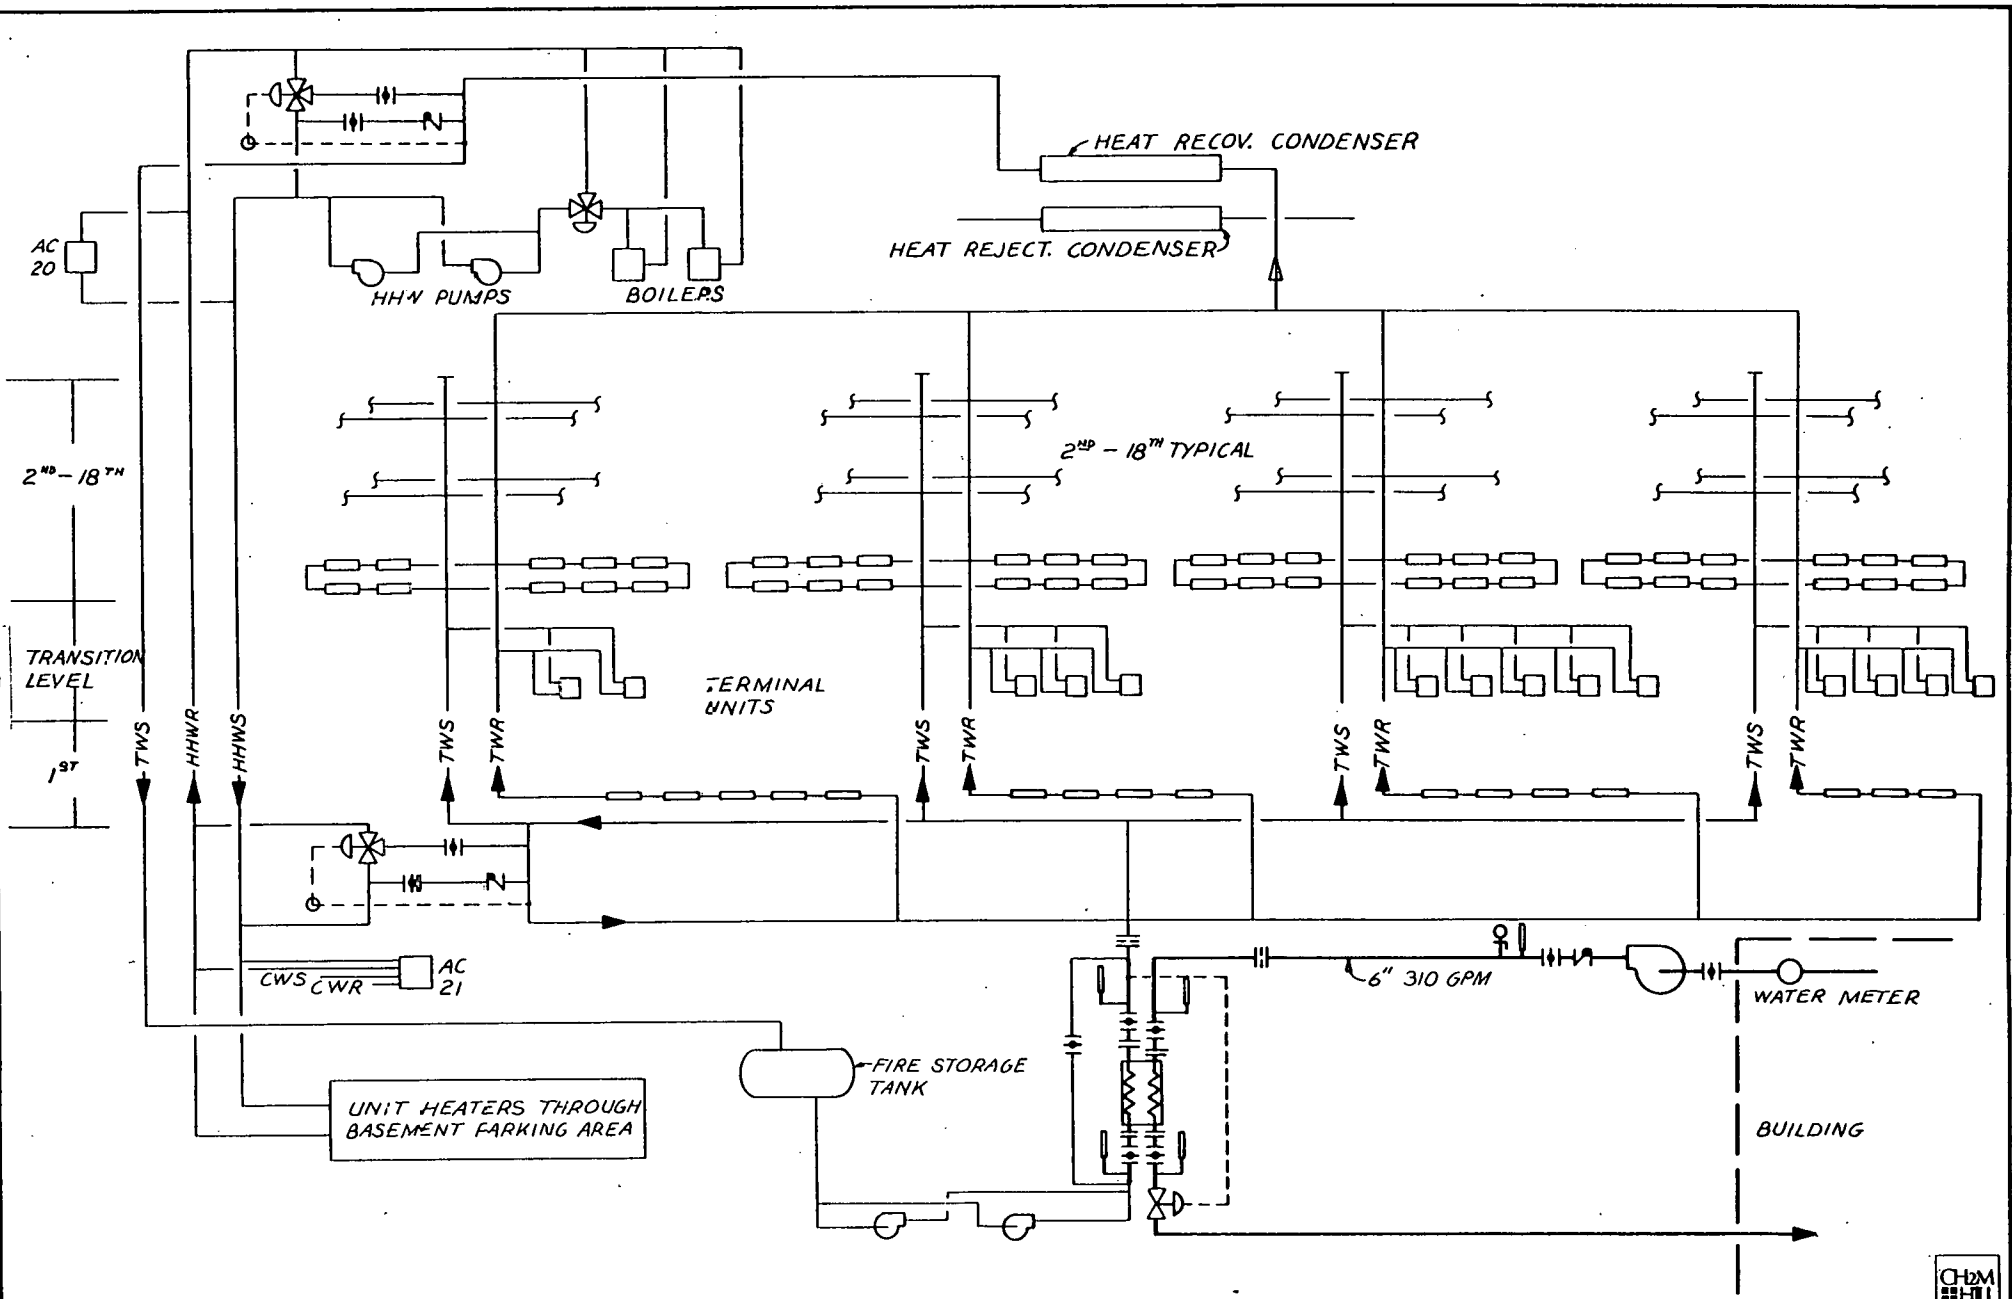 HEAT RECOV. CONDENSER
HEAT REJECT. CONDENSER
AC
20
HHW PUMPS
BOILERS
2ND - 18TH
2ND - 18TH TYPICAL
TRANSITION
LEVEL
TERMINAL
UNITS
1ST
TWS
HHWR
HHWS
TWS
TWR
TWS
TWR
TWS
TWR
TWS
TWR
CWS
CWR
AC
21
6" 310 GPM
WATER METER
FIRE STORAGE
TANK
UNIT HEATERS THROUGH
BASEMENT PARKING AREA
BUILDING
CH2M
HILL